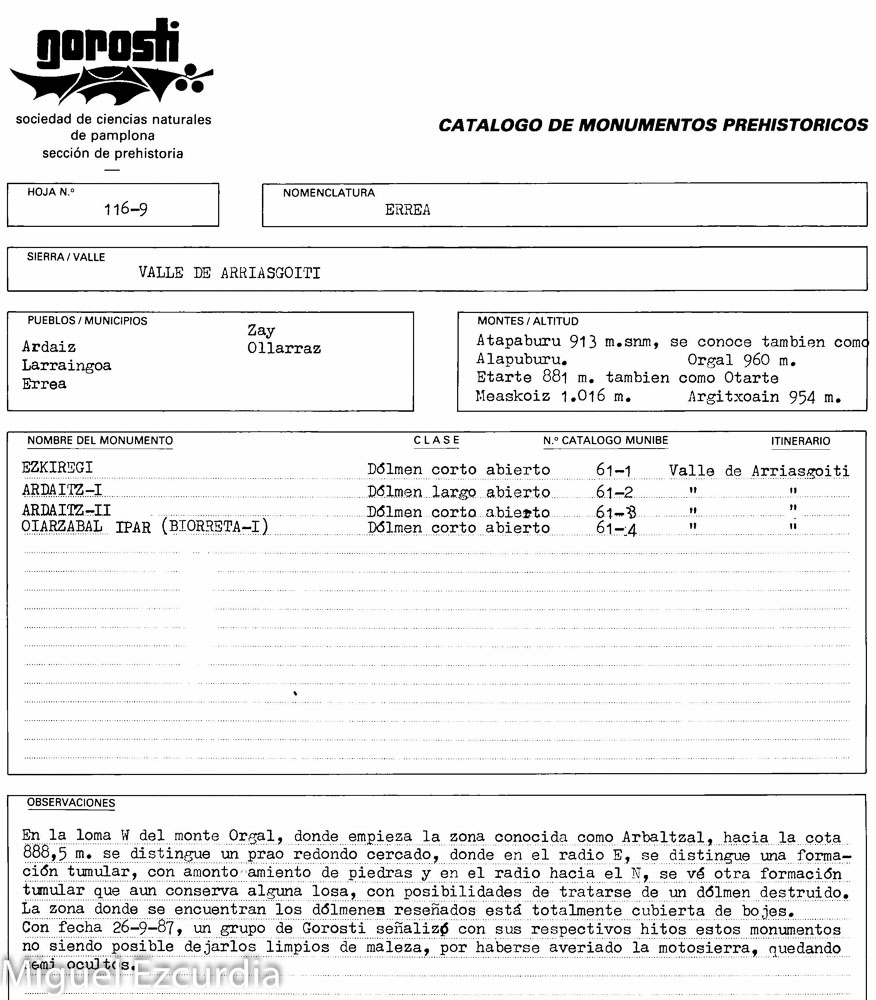 gorosti
sociedad de ciencias naturales
de pamplona
sección de prehistoria
CATALOGO DE MONUMENTOS PREHISTORICOS
HOJA N.º
116-9
NOMENCLATURA
ERREA
SIERRA / VALLE
VALLE DE ARRIASGOITI
PUEBLOS / MUNICIPIOS
Zay
Ardaiz Ollarraz
Larraingoa
Errea
MONTES / ALTITUD
Atapaburu 913 m.snm, se conoce tambien como
Alapuburu. Orgal 960 m.
Etarte 881 m. tambien como Otarte
Measkoiz 1.016 m. Argitxoain 954 m.
NOMBRE DEL MONUMENTO CLASE N.º CATALOGO MUNIBE ITINERARIO
EZKIREGI Dólmen corto abierto 61-1 Valle de Arriasgoiti
ARDAITZ-I Dólmen largo abierto 61-2 " "
ARDAITZ-II Dólmen corto abierto 61-3 " "
OIARZABAL IPAR (BIORRETA-I) Dólmen corto abierto 61-4 " "
OBSERVACIONES
En la loma W del monte Orgal, donde empieza la zona conocida como Arbaltzal, hacia la cota
888,5 m. se distingue un prao redondo cercado, donde en el radio E, se distingue una forma-
ción tumular, con amonto amiento de piedras y en el radio hacia el N, se vé otra formación
tumular que aun conserva alguna losa, con posibilidades de tratarse de un dólmen destruido.
La zona donde se encuentran los dólmenes reseñados está totalmente cubierta de bojes.
Con fecha 26-9-87, un grupo de Gorosti señalizó con sus respectivos hitos estos monumentos
no siendo posible dejarlos limpios de maleza, por haberse averiado la motosierra, quedando
semi ocultos.
Miguel Ezcurdia